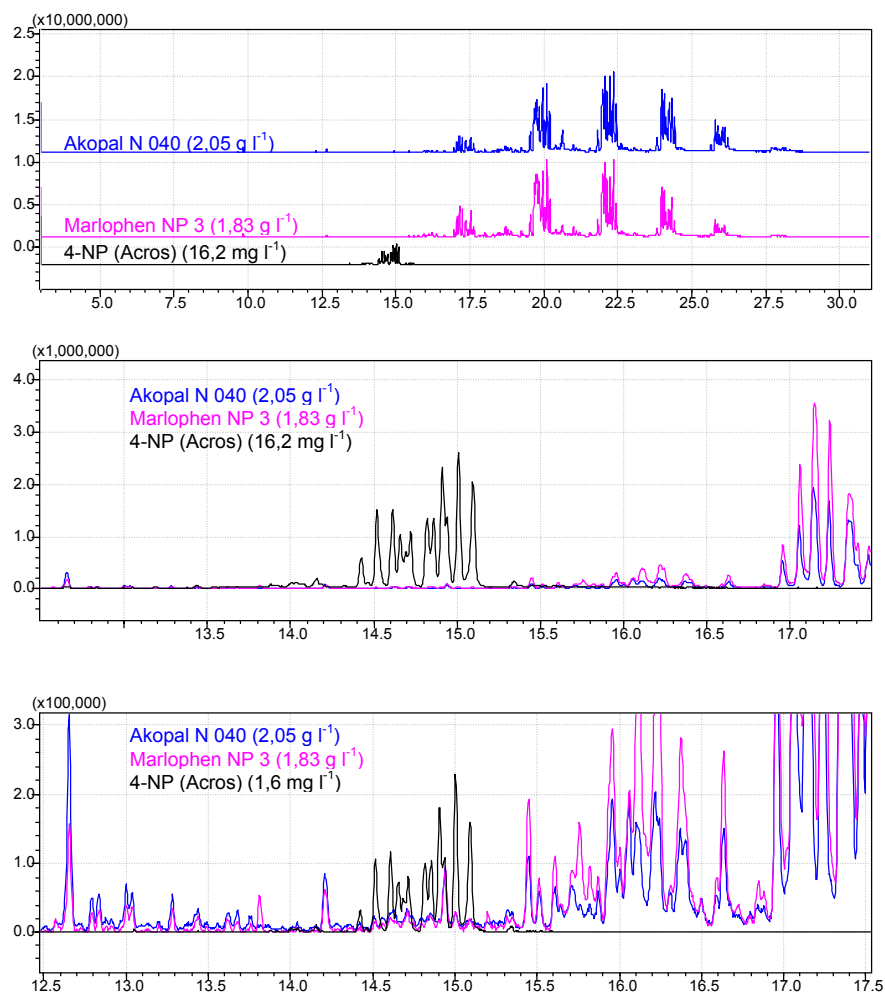 (x10,000,000)
2.5
2.0
1.5
1.0
0.5
0.0
Akopal N 040 (2,05 g l⁻¹)
Marlophen NP 3 (1,83 g l⁻¹)
4-NP (Acros) (16,2 mg l⁻¹)
5.0 7.5 10.0 12.5 15.0 17.5 20.0 22.5 25.0 27.5 30.0
(x1,000,000)
4.0
3.0
2.0
1.0
0.0
Akopal N 040 (2,05 g l⁻¹)
Marlophen NP 3 (1,83 g l⁻¹)
4-NP (Acros) (16,2 mg l⁻¹)
13.5 14.0 14.5 15.0 15.5 16.0 16.5 17.0
(x100,000)
3.0
2.0
1.0
0.0
Akopal N 040 (2,05 g l⁻¹)
Marlophen NP 3 (1,83 g l⁻¹)
4-NP (Acros) (1,6 mg l⁻¹)
12.5 13.0 13.5 14.0 14.5 15.0 15.5 16.0 16.5 17.0 17.5